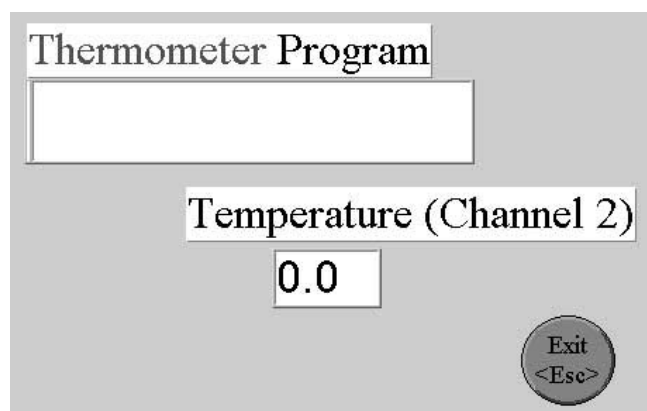 Thermometer Program
Temperature (Channel 2)
0.0
Exit
<Esc>